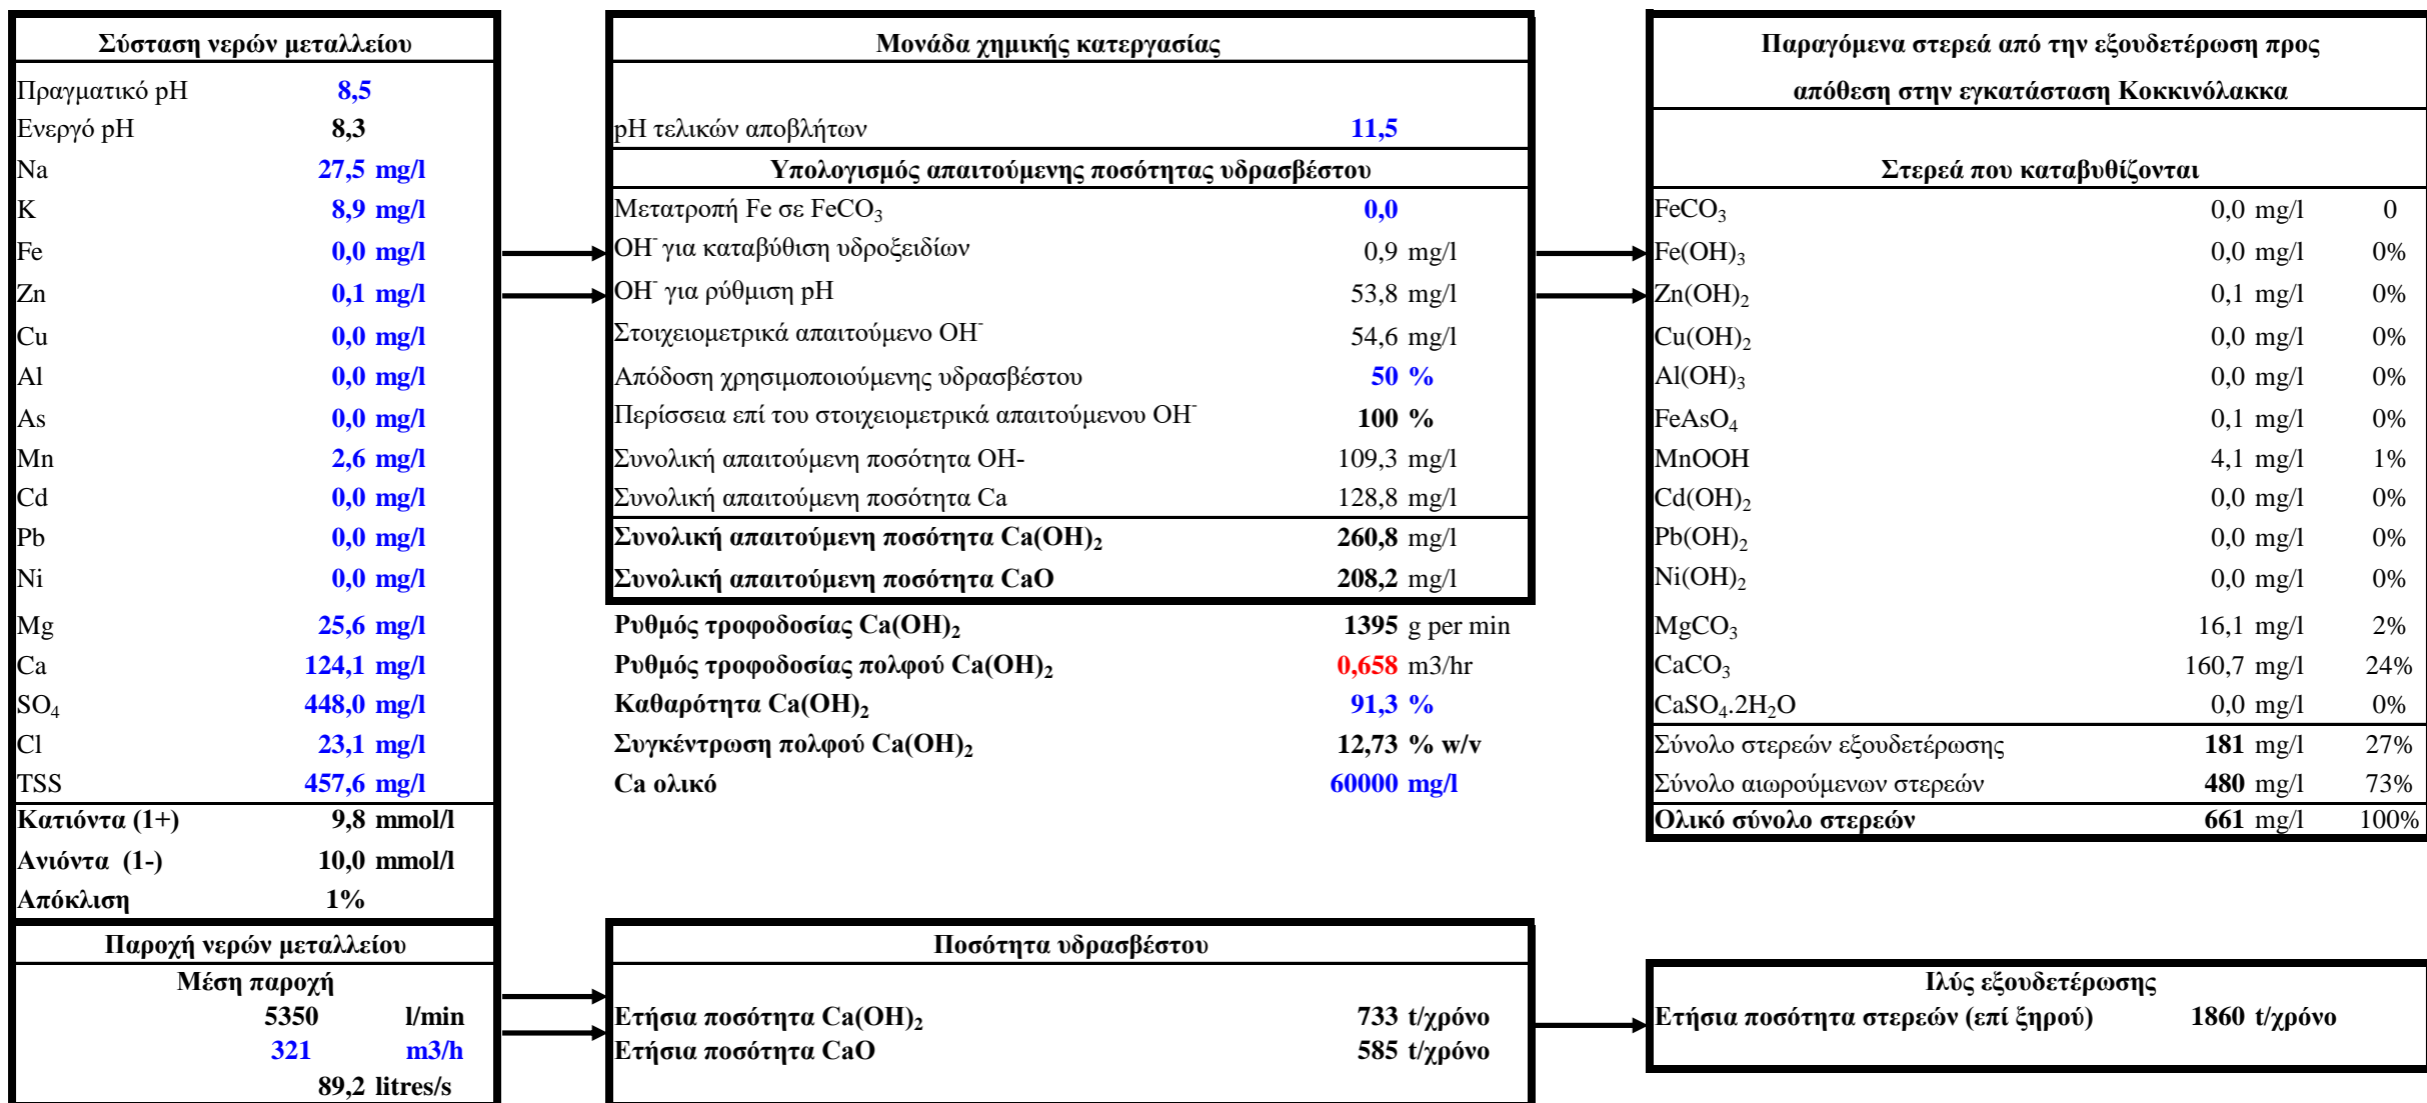 Σύσταση νερών μεταλλείου
Πραγματικό pH 8,5
Ενεργό pH 8,3
Na 27,5 mg/l
K 8,9 mg/l
Fe 0,0 mg/l
Zn 0,1 mg/l
Cu 0,0 mg/l
Al 0,0 mg/l
As 0,0 mg/l
Mn 2,6 mg/l
Cd 0,0 mg/l
Pb 0,0 mg/l
Ni 0,0 mg/l
Mg 25,6 mg/l
Ca 124,1 mg/l
SO₄ 448,0 mg/l
Cl 23,1 mg/l
TSS 457,6 mg/l
Κατιόντα (1+) 9,8 mmol/l
Ανιόντα (1-) 10,0 mmol/l
Απόκλιση 1%
Παροχή νερών μεταλλείου
Μέση παροχή
5350 l/min
321 m3/h
89,2 litres/s
Μονάδα χημικής κατεργασίας
pH τελικών αποβλήτων 11,5
Υπολογισμός απαιτούμενης ποσότητας υδρασβέστου
Μετατροπή Fe σε FeCO₃ 0,0
OH⁻ για καταβύθιση υδροξειδίων 0,9 mg/l
OH⁻ για ρύθμιση pH 53,8 mg/l
Στοιχειομετρικά απαιτούμενο OH⁻ 54,6 mg/l
Απόδοση χρησιμοποιούμενης υδρασβέστου 50 %
Περίσσεια επί του στοιχειομετρικά απαιτούμενου OH⁻ 100 %
Συνολική απαιτούμενη ποσότητα OH- 109,3 mg/l
Συνολική απαιτούμενη ποσότητα Ca 128,8 mg/l
Συνολική απαιτούμενη ποσότητα Ca(OH)₂ 260,8 mg/l
Συνολική απαιτούμενη ποσότητα CaO 208,2 mg/l
Ρυθμός τροφοδοσίας Ca(OH)₂ 1395 g per min
Ρυθμός τροφοδοσίας πολφού Ca(OH)₂ 0,658 m3/hr
Καθαρότητα Ca(OH)₂ 91,3 %
Συγκέντρωση πολφού Ca(OH)₂ 12,73 % w/v
Ca ολικό 60000 mg/l
Ποσότητα υδρασβέστου
Ετήσια ποσότητα Ca(OH)₂ 733 t/χρόνο
Ετήσια ποσότητα CaO 585 t/χρόνο
Παραγόμενα στερεά από την εξουδετέρωση προς
απόθεση στην εγκατάσταση Κοκκινόλακκα
Στερεά που καταβυθίζονται
FeCO₃ 0,0 mg/l 0
Fe(OH)₃ 0,0 mg/l 0%
Zn(OH)₂ 0,1 mg/l 0%
Cu(OH)₂ 0,0 mg/l 0%
Al(OH)₃ 0,0 mg/l 0%
FeAsO₄ 0,1 mg/l 0%
MnOOH 4,1 mg/l 1%
Cd(OH)₂ 0,0 mg/l 0%
Pb(OH)₂ 0,0 mg/l 0%
Ni(OH)₂ 0,0 mg/l 0%
MgCO₃ 16,1 mg/l 2%
CaCO₃ 160,7 mg/l 24%
CaSO₄.2H₂O 0,0 mg/l 0%
Σύνολο στερεών εξουδετέρωσης 181 mg/l 27%
Σύνολο αιωρούμενων στερεών 480 mg/l 73%
Ολικό σύνολο στερεών 661 mg/l 100%
Ιλύς εξουδετέρωσης
Ετήσια ποσότητα στερεών (επί ξηρού) 1860 t/χρόνο